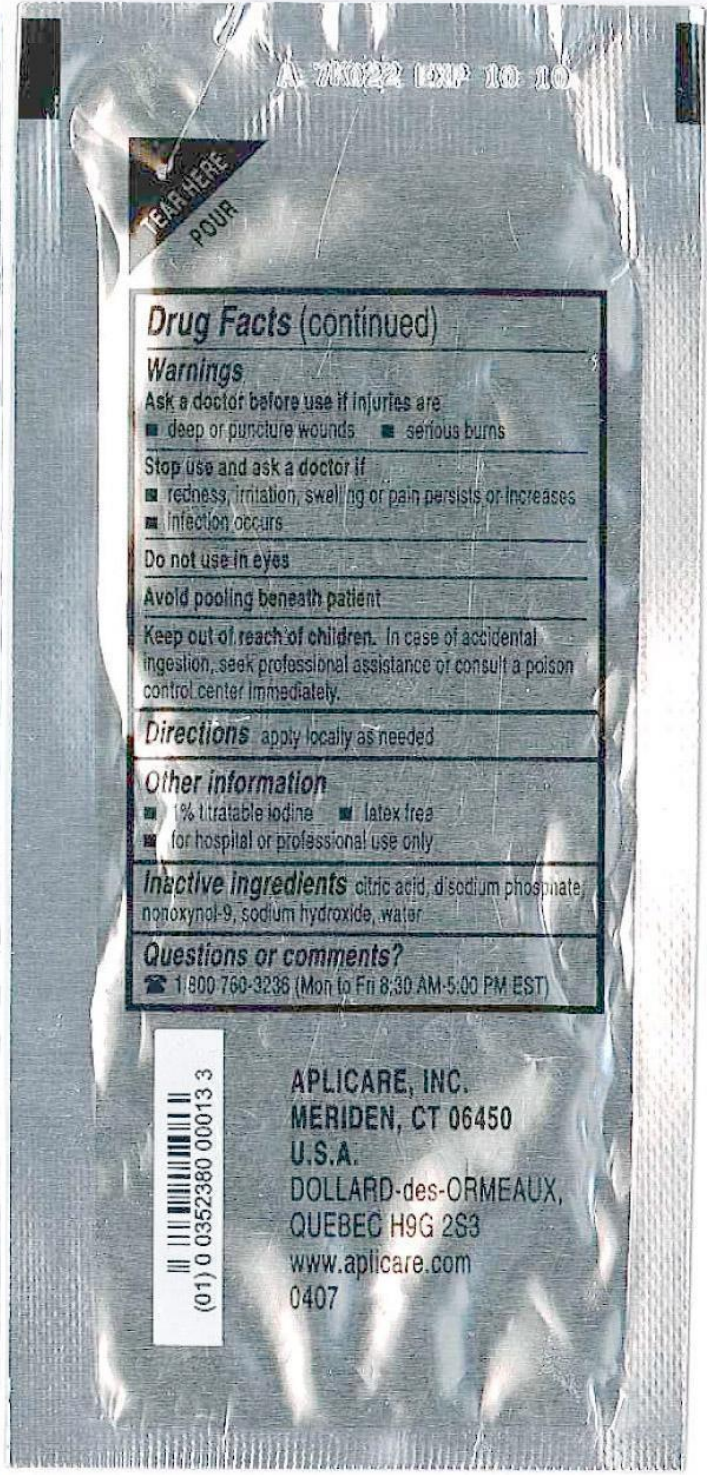 A 7K022 EXP 10 10
TEAR HERE
POUR
Drug Facts (continued)
Warnings
Ask a doctor before use if injuries are
■ deep or puncture wounds ■ serious burns
Stop use and ask a doctor if
■ redness, irritation, swelling or pain persists or increases
■ infection occurs
Do not use in eyes
Avoid pooling beneath patient
Keep out of reach of children. In case of accidental
ingestion, seek professional assistance or consult a poison
control center immediately.
Directions apply locally as needed
Other information
■ 1% titratable iodine ■ latex free
■ for hospital or professional use only
Inactive ingredients citric acid, disodium phosphate,
nonoxynol-9, sodium hydroxide, water
Questions or comments?
☎ 1 800 760-3236 (Mon to Fri 8:30 AM-5:00 PM EST)
(01) 0 0352380 00013 3
APLICARE, INC.
MERIDEN, CT 06450
U.S.A.
DOLLARD-des-ORMEAUX,
QUEBEC H9G 2S3
www.aplicare.com
0407